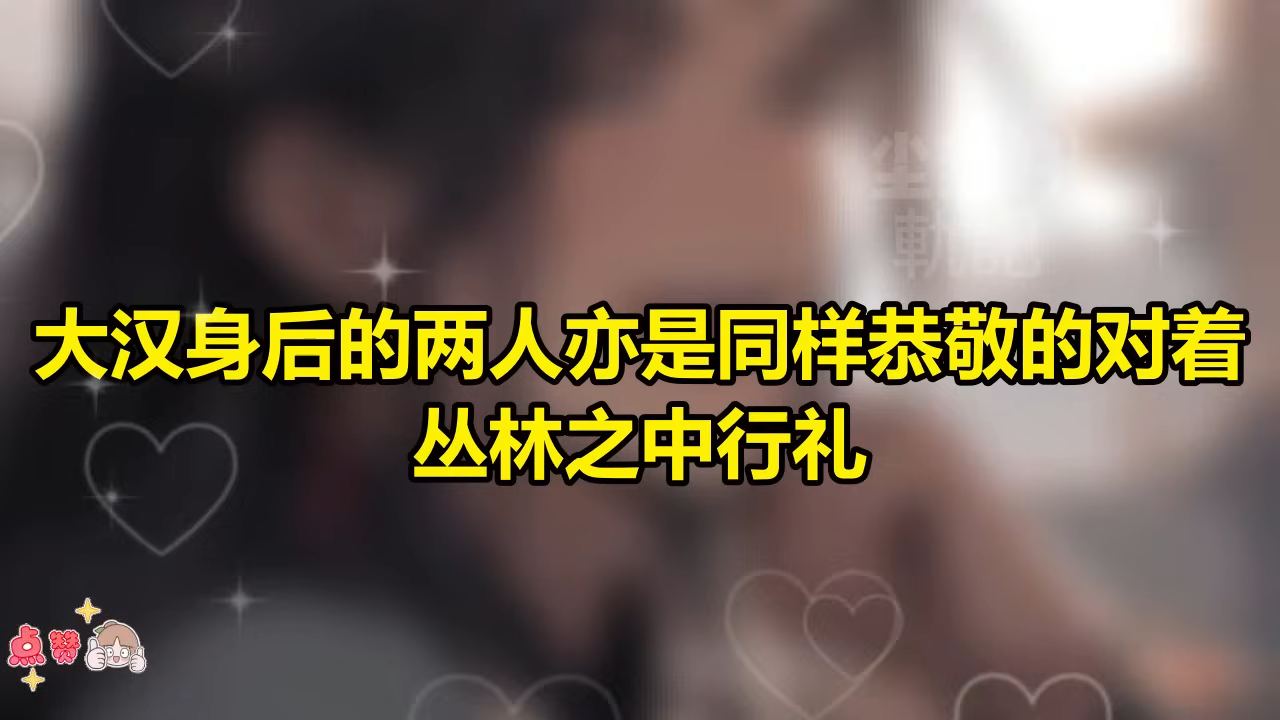 大汉身后的两人亦是同样恭敬的对着
丛林之中行礼
点赞